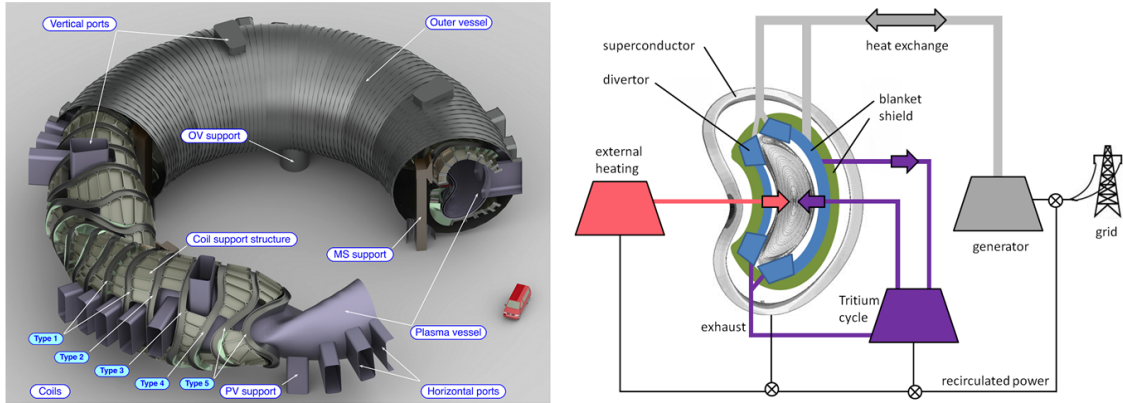 Vertical ports
Outer vessel
OV support
Coil support structure
MS support
Plasma vessel
Type 1
Type 2
Type 3
Type 4
Type 5
PV support
Horizontal ports
Coils
superconductor
divertor
heat exchange
blanket
shield
external
heating
generator
grid
Tritium
cycle
exhaust
recirculated power